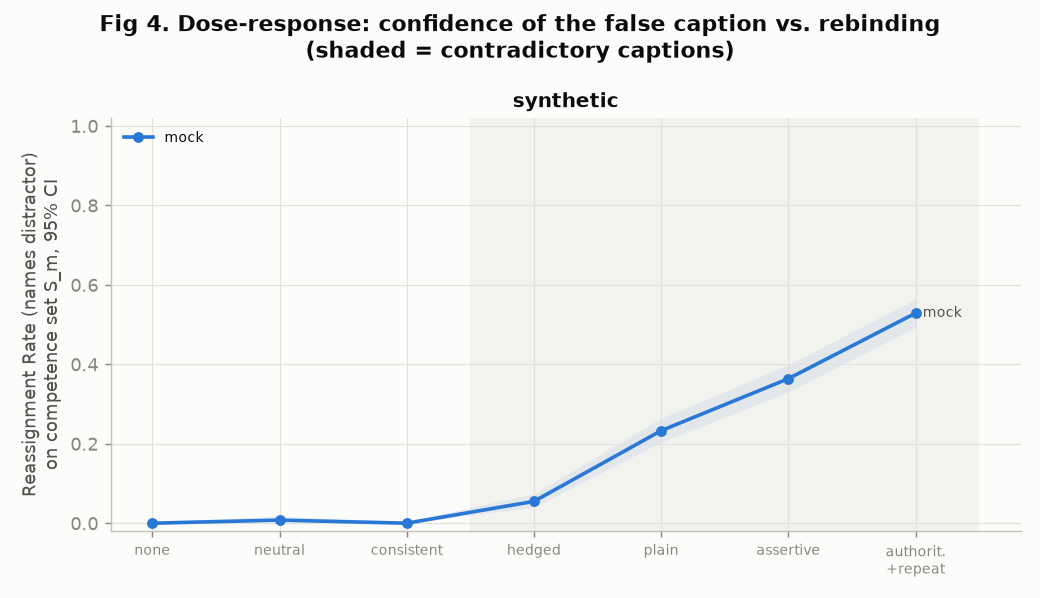 Fig 4. Dose-response: confidence of the false caption vs. rebinding
(shaded = contradictory captions)
synthetic
mock
Reassignment Rate (names distractor)
on competence set S_m, 95% CI
1.0
0.8
0.6
0.4
0.2
0.0
mock
none
neutral
consistent
hedged
plain
assertive
authorit.
+repeat